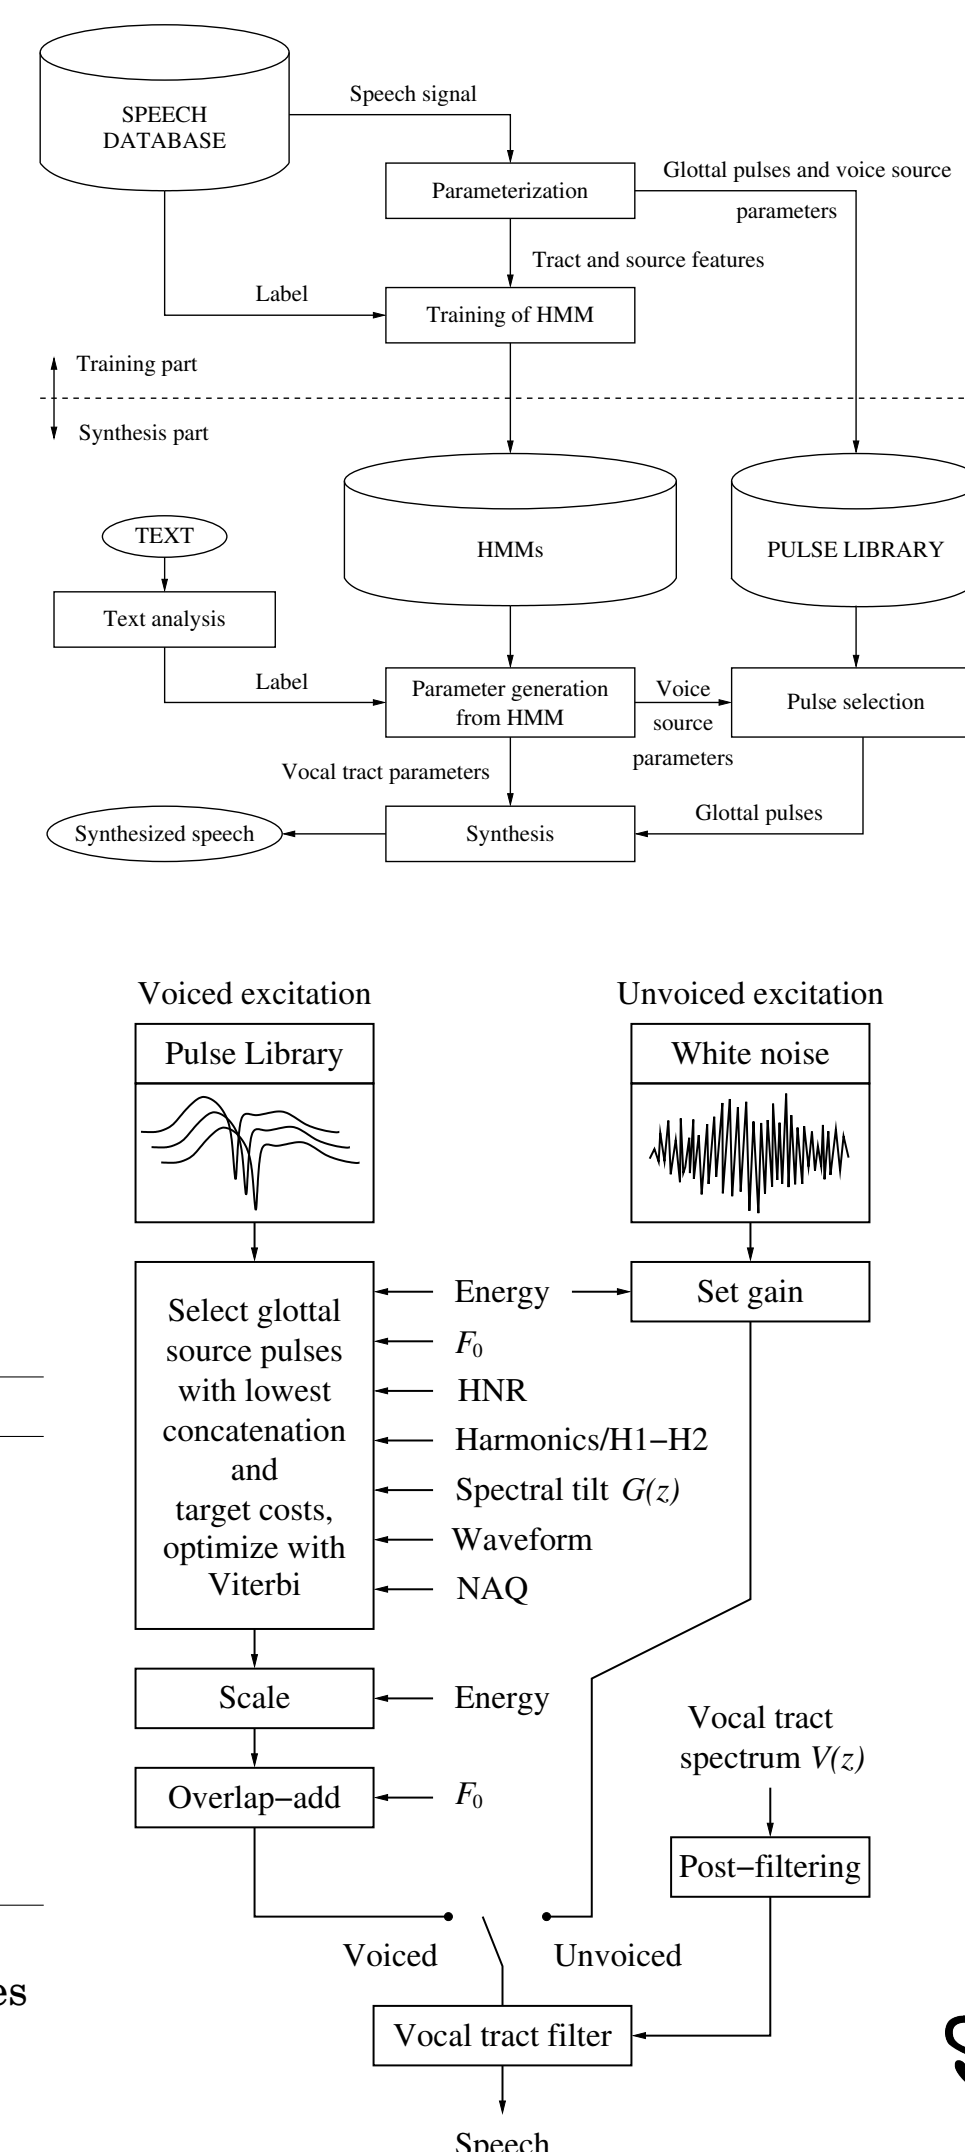 SPEECH
DATABASE
Speech signal
Parameterization
Glottal pulses and voice source
parameters
Tract and source features
Label
Training of HMM
Training part
Synthesis part
TEXT
HMMs
PULSE LIBRARY
Text analysis
Label
Parameter generation
from HMM
Voice
source
parameters
Pulse selection
Vocal tract parameters
Glottal pulses
Synthesized speech
Synthesis
Voiced excitation
Unvoiced excitation
Pulse Library
White noise
Select glottal
source pulses
with lowest
concatenation
and
target costs,
optimize with
Viterbi
Energy
Set gain
F0
HNR
Harmonics/H1−H2
Spectral tilt G(z)
Waveform
NAQ
Scale
Energy
Vocal tract
spectrum V(z)
Overlap−add
F0
Post−filtering
Voiced
Unvoiced
es
Vocal tract filter
Speech